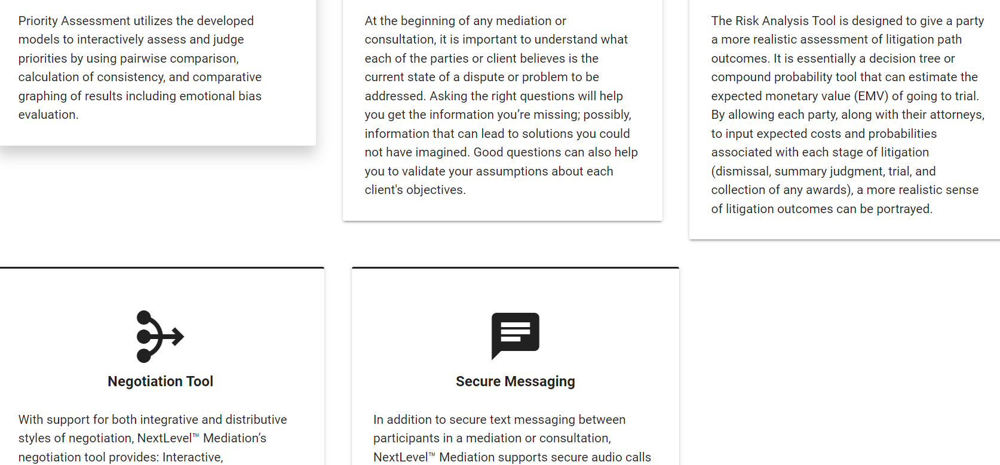 Priority Assessment utilizes the developed
models to interactively assess and judge
priorities by using pairwise comparison,
calculation of consistency, and comparative
graphing of results including emotional bias
evaluation.
At the beginning of any mediation or
consultation, it is important to understand what
each of the parties or client believes is the
current state of a dispute or problem to be
addressed. Asking the right questions will help
you get the information you’re missing; possibly,
information that can lead to solutions you could
not have imagined. Good questions can also help
you to validate your assumptions about each
client's objectives.
The Risk Analysis Tool is designed to give a party
a more realistic assessment of litigation path
outcomes. It is essentially a decision tree or
compound probability tool that can estimate the
expected monetary value (EMV) of going to trial.
By allowing each party, along with their attorneys,
to input expected costs and probabilities
associated with each stage of litigation
(dismissal, summary judgment, trial, and
collection of any awards), a more realistic sense
of litigation outcomes can be portrayed.
Negotiation Tool
With support for both integrative and distributive
styles of negotiation, NextLevel™ Mediation’s
negotiation tool provides: Interactive,
Secure Messaging
In addition to secure text messaging between
participants in a mediation or consultation,
NextLevel™ Mediation supports secure audio calls